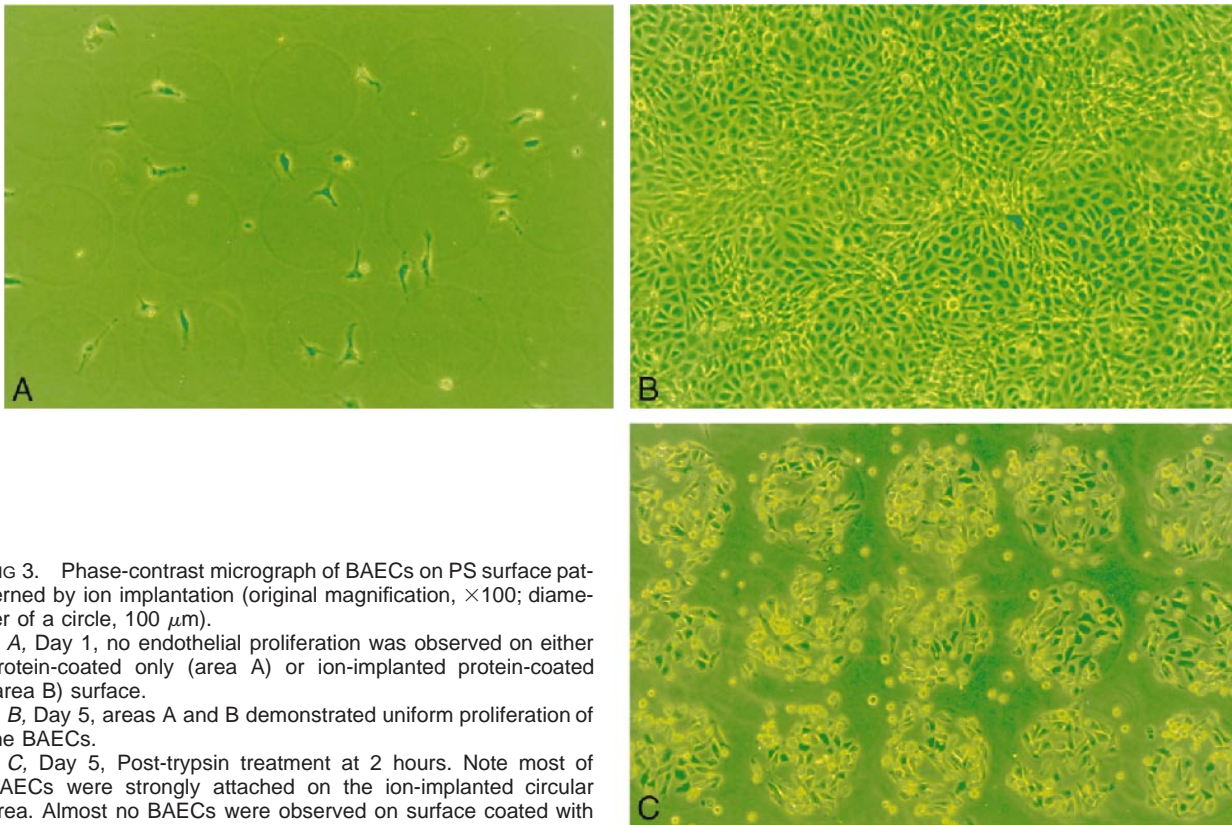 A
B
IG 3. Phase-contrast micrograph of BAECs on PS surface pat-
erned by ion implantation (original magnification, ×100; diame-
er of a circle, 100 μm).
A, Day 1, no endothelial proliferation was observed on either
rotein-coated only (area A) or ion-implanted protein-coated
area B) surface.
B, Day 5, areas A and B demonstrated uniform proliferation of
he BAECs.
C, Day 5, Post-trypsin treatment at 2 hours. Note most of
AECs were strongly attached on the ion-implanted circular
rea. Almost no BAECs were observed on surface coated with
C